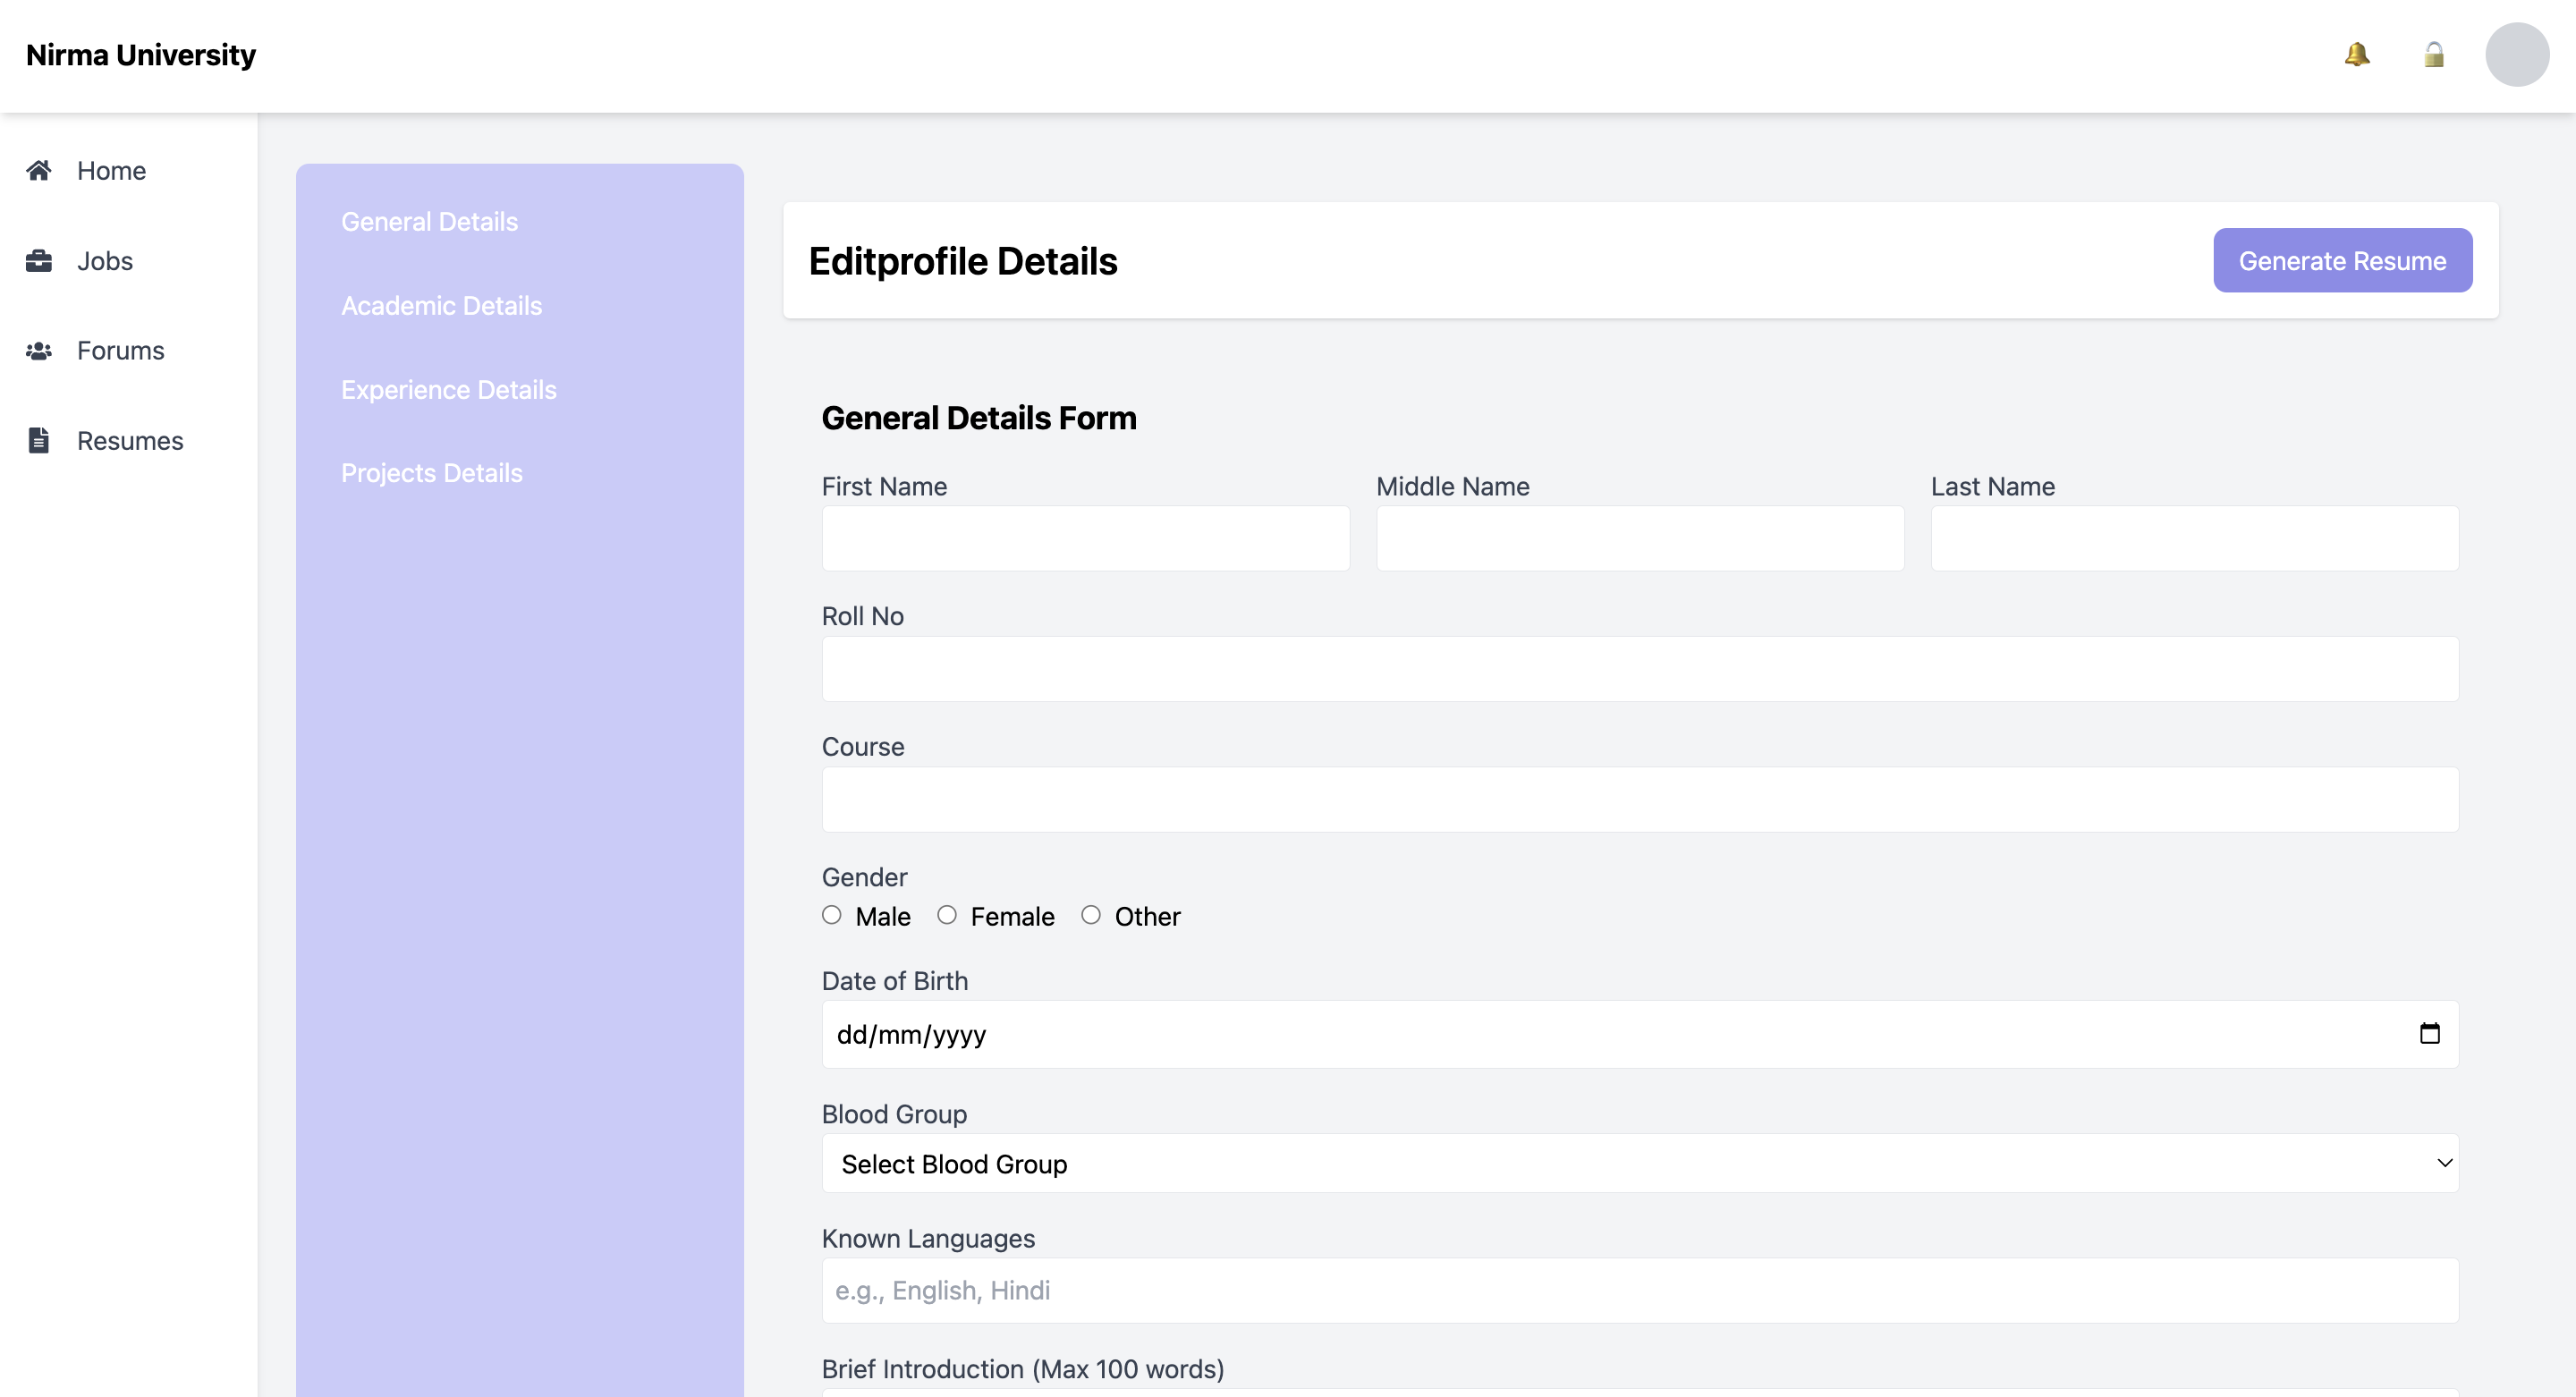 Nirma University
Home
Jobs
Forums
Resumes
General Details
Academic Details
Experience Details
Projects Details
Editprofile Details
Generate Resume
General Details Form
First Name Middle Name Last Name
Roll No
Course
Gender
Male Female Other
Date of Birth
dd/mm/yyyy
Blood Group
Select Blood Group
Known Languages
e.g., English, Hindi
Brief Introduction (Max 100 words)